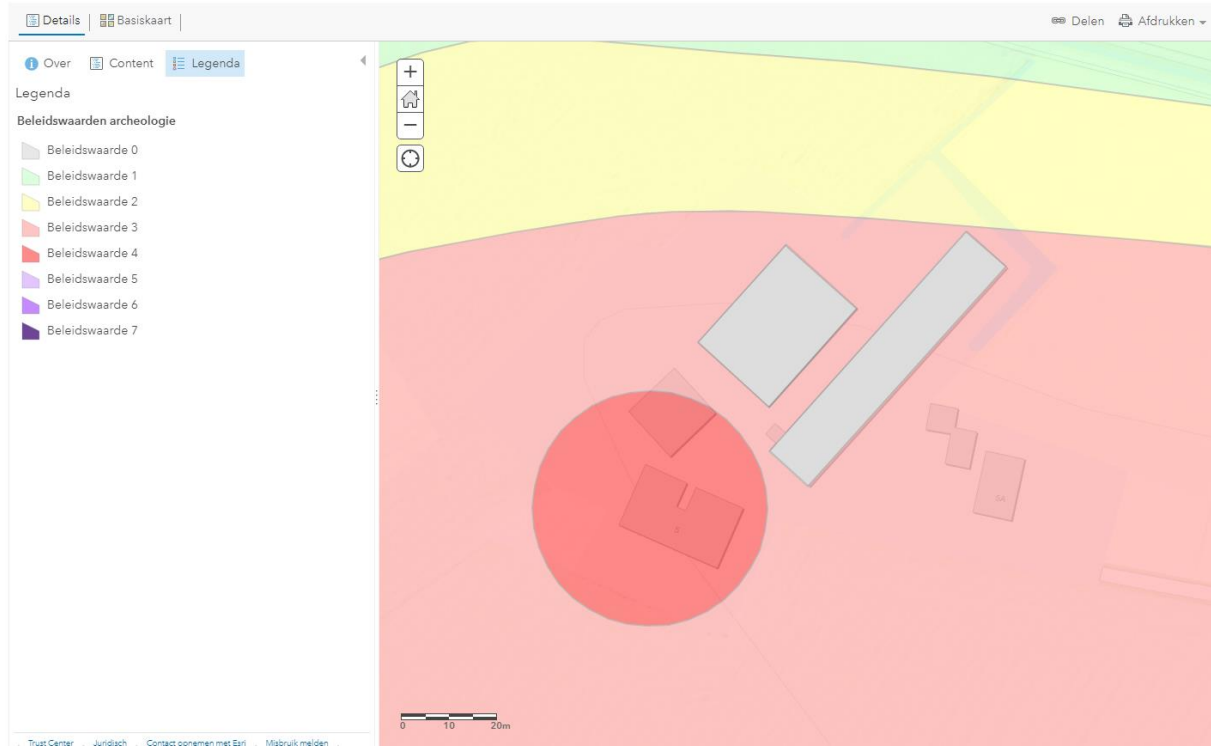 Details Basiskaart Delen Afdrukken
Over Content Legenda
Legenda
Beleidswaarden archeologie
Beleidswaarde 0
Beleidswaarde 1
Beleidswaarde 2
Beleidswaarde 3
Beleidswaarde 4
Beleidswaarde 5
Beleidswaarde 6
Beleidswaarde 7
5A
0 10 20m
Trust Center Juridisch Contact opnemen met Esri Misbruik melden